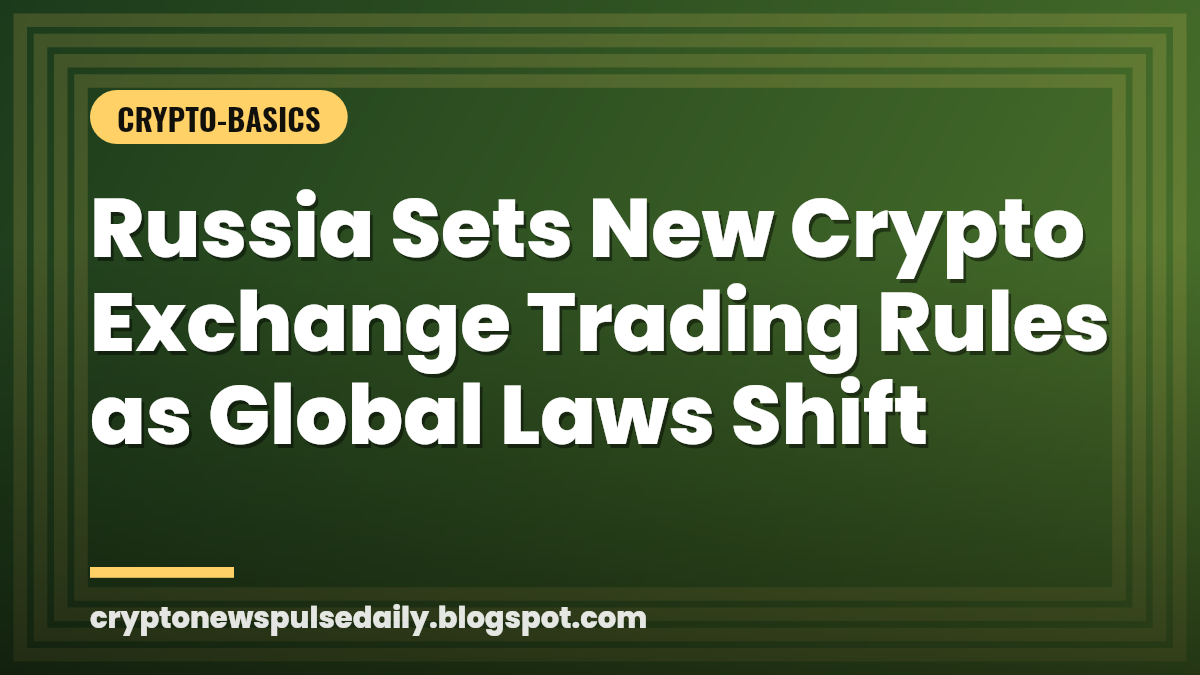 CRYPTO-BASICS
Russia Sets New Crypto
Exchange Trading Rules
as Global Laws Shift
cryptonewspulsedaily.blogspot.com